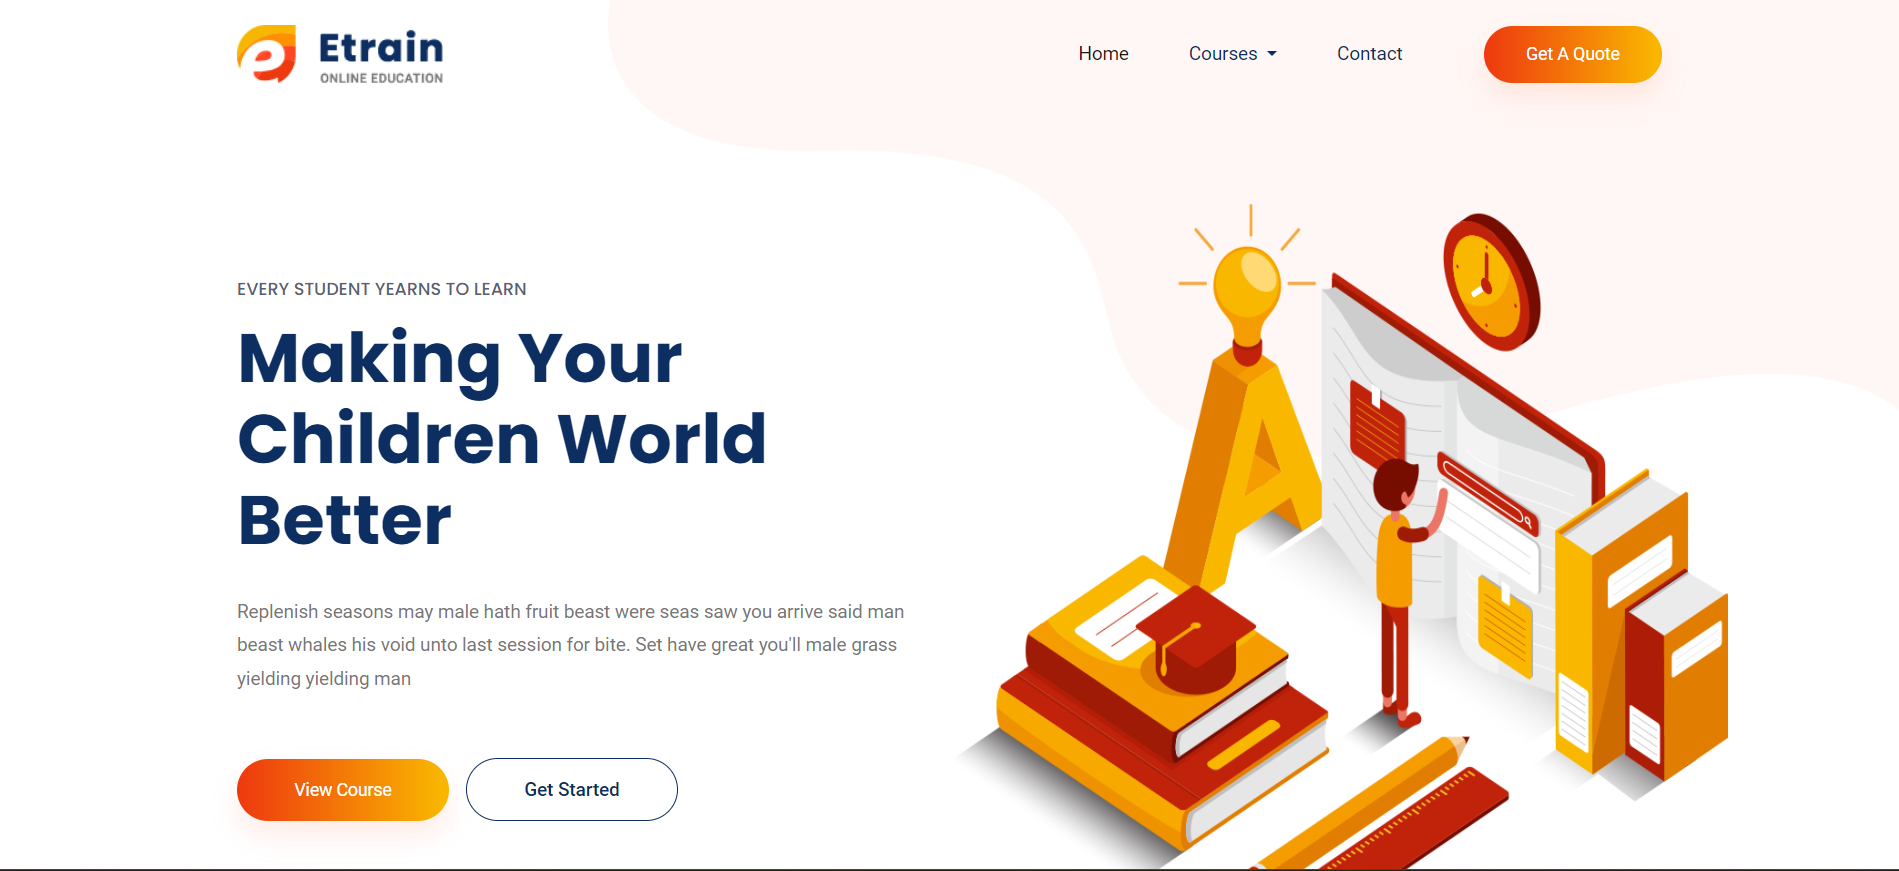 Etrain
ONLINE EDUCATION
Home
Courses
Contact
Get A Quote
EVERY STUDENT YEARNS TO LEARN
Making Your
Children World
Better
Replenish seasons may male hath fruit beast were seas saw you arrive said man
beast whales his void unto last session for bite. Set have great you'll male grass
yielding yielding man
View Course
Get Started
A